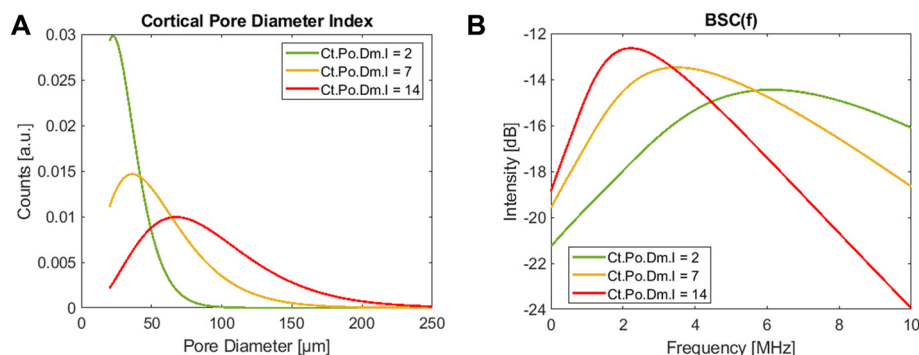 A
Cortical Pore Diameter Index
Counts [a.u.]
0.03
0.025
0.02
0.015
0.01
0.005
0
Ct.Po.Dm.I = 2
Ct.Po.Dm.I = 7
Ct.Po.Dm.I = 14
0 50 100 150 200 250
Pore Diameter [µm]
B
BSC(f)
Intensity [dB]
-12
-14
-16
-18
-20
-22
-24
Ct.Po.Dm.I = 2
Ct.Po.Dm.I = 7
Ct.Po.Dm.I = 14
0 2 4 6 8 10
Frequency [MHz]